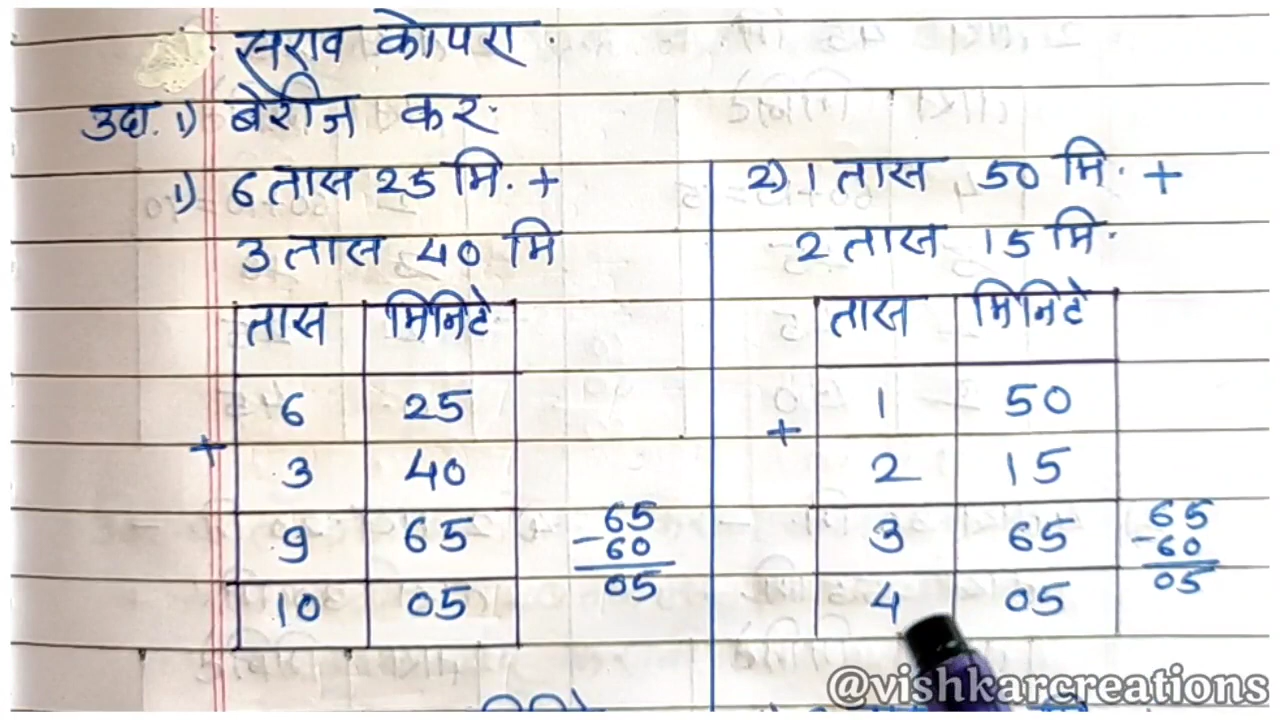 सराव कोपरा.
उदा. 1) बेरीज कर:
1) 6 तास 25 मि. +
3 तास 40 मि
तास मिनिटे
6 25
+
3 40
9 65
10 05
65
-60
05
2) 1 तास 50 मि. +
2 तास 15 मि.
तास मिनिटे
1 50
+
2 15
3 65
4 05
65
-60
05
@vishkarcreations